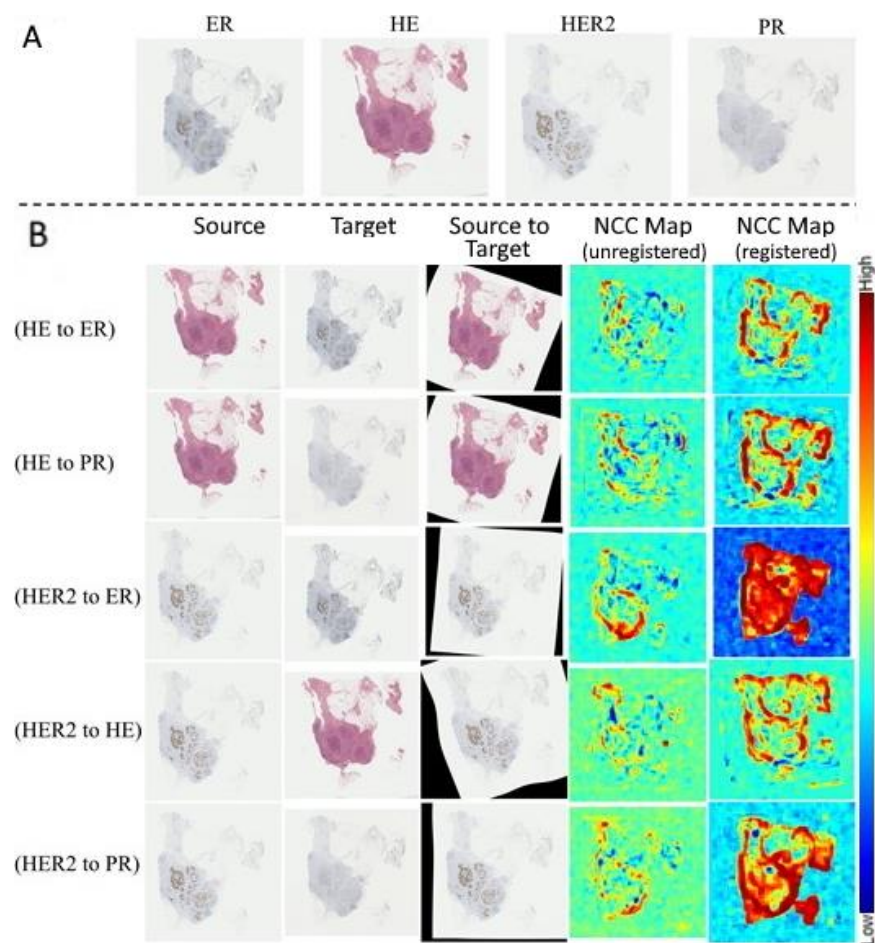 A
ER
HE
HER2
PR
B
Source
Target
Source to
Target
NCC Map
(unregistered)
NCC Map
(registered)
High
(HE to ER)
(HE to PR)
(HER2 to ER)
(HER2 to HE)
(HER2 to PR)
Low